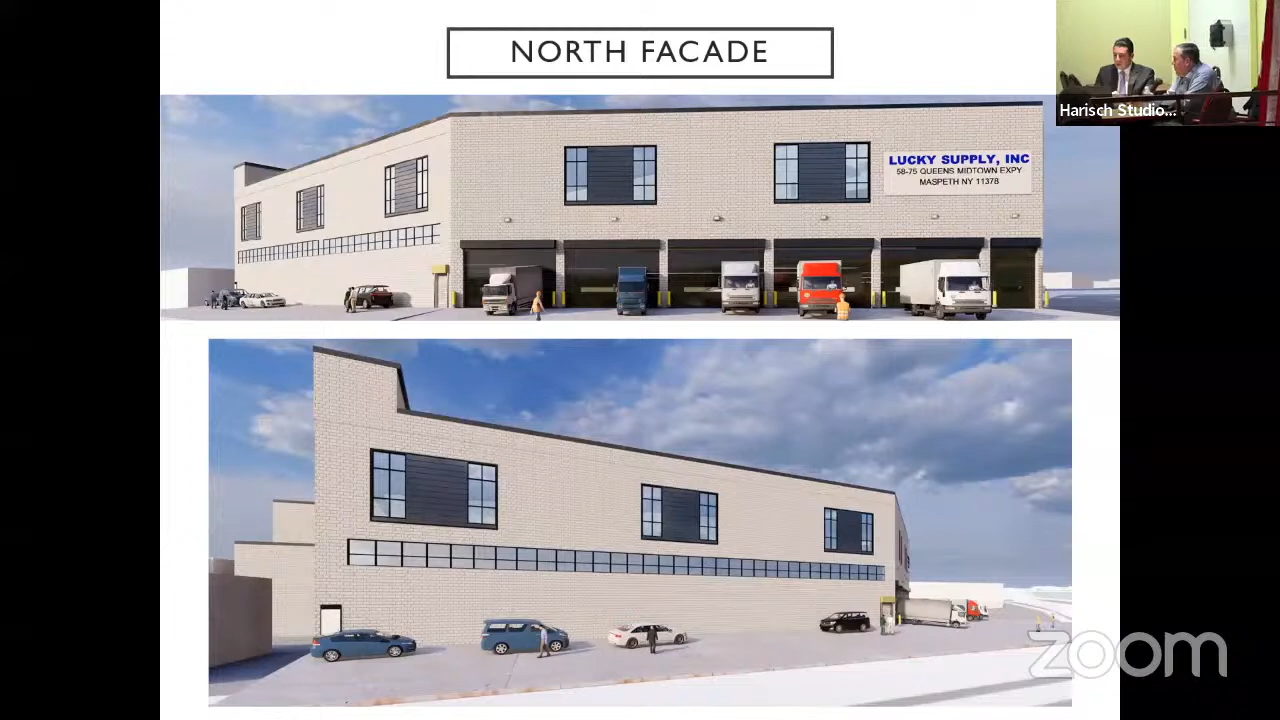 NORTH FACADE
Harisch Studio...
LUCKY SUPPLY, INC
58-75 QUEENS MIDTOWN EXPY
MASPETH NY 11378
zoom